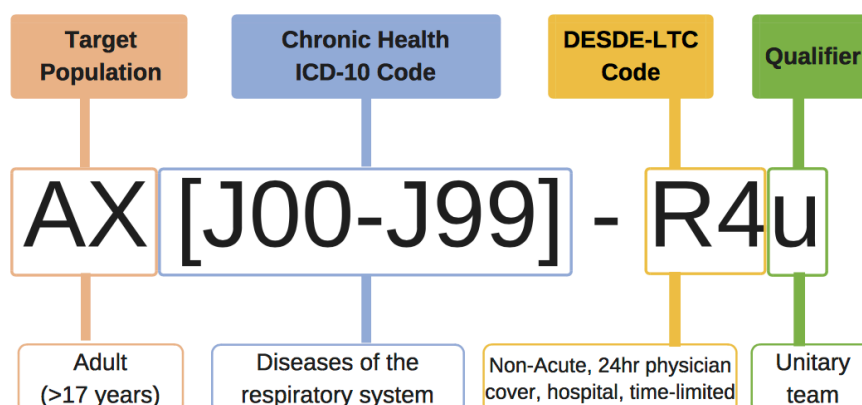 Target
Population
Chronic Health
ICD-10 Code
DESDE-LTC
Code
Qualifier
AX [J00-J99] - R4u
Adult
(>17 years)
Diseases of the
respiratory system
Non-Acute, 24hr physician
cover, hospital, time-limited
Unitary
team